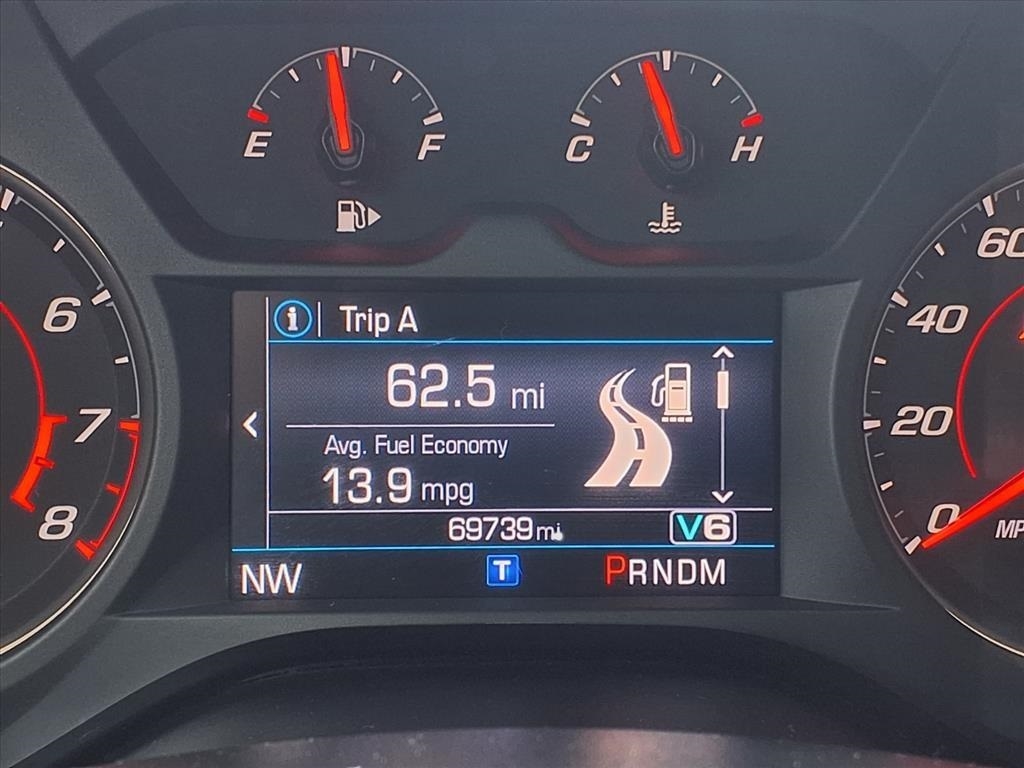 E F
C H
6
7
8
60
40
20
0
MP
i Trip A
62.5 mi
Avg. Fuel Economy
13.9 mpg
69739 mi V6
NW T PRNDM